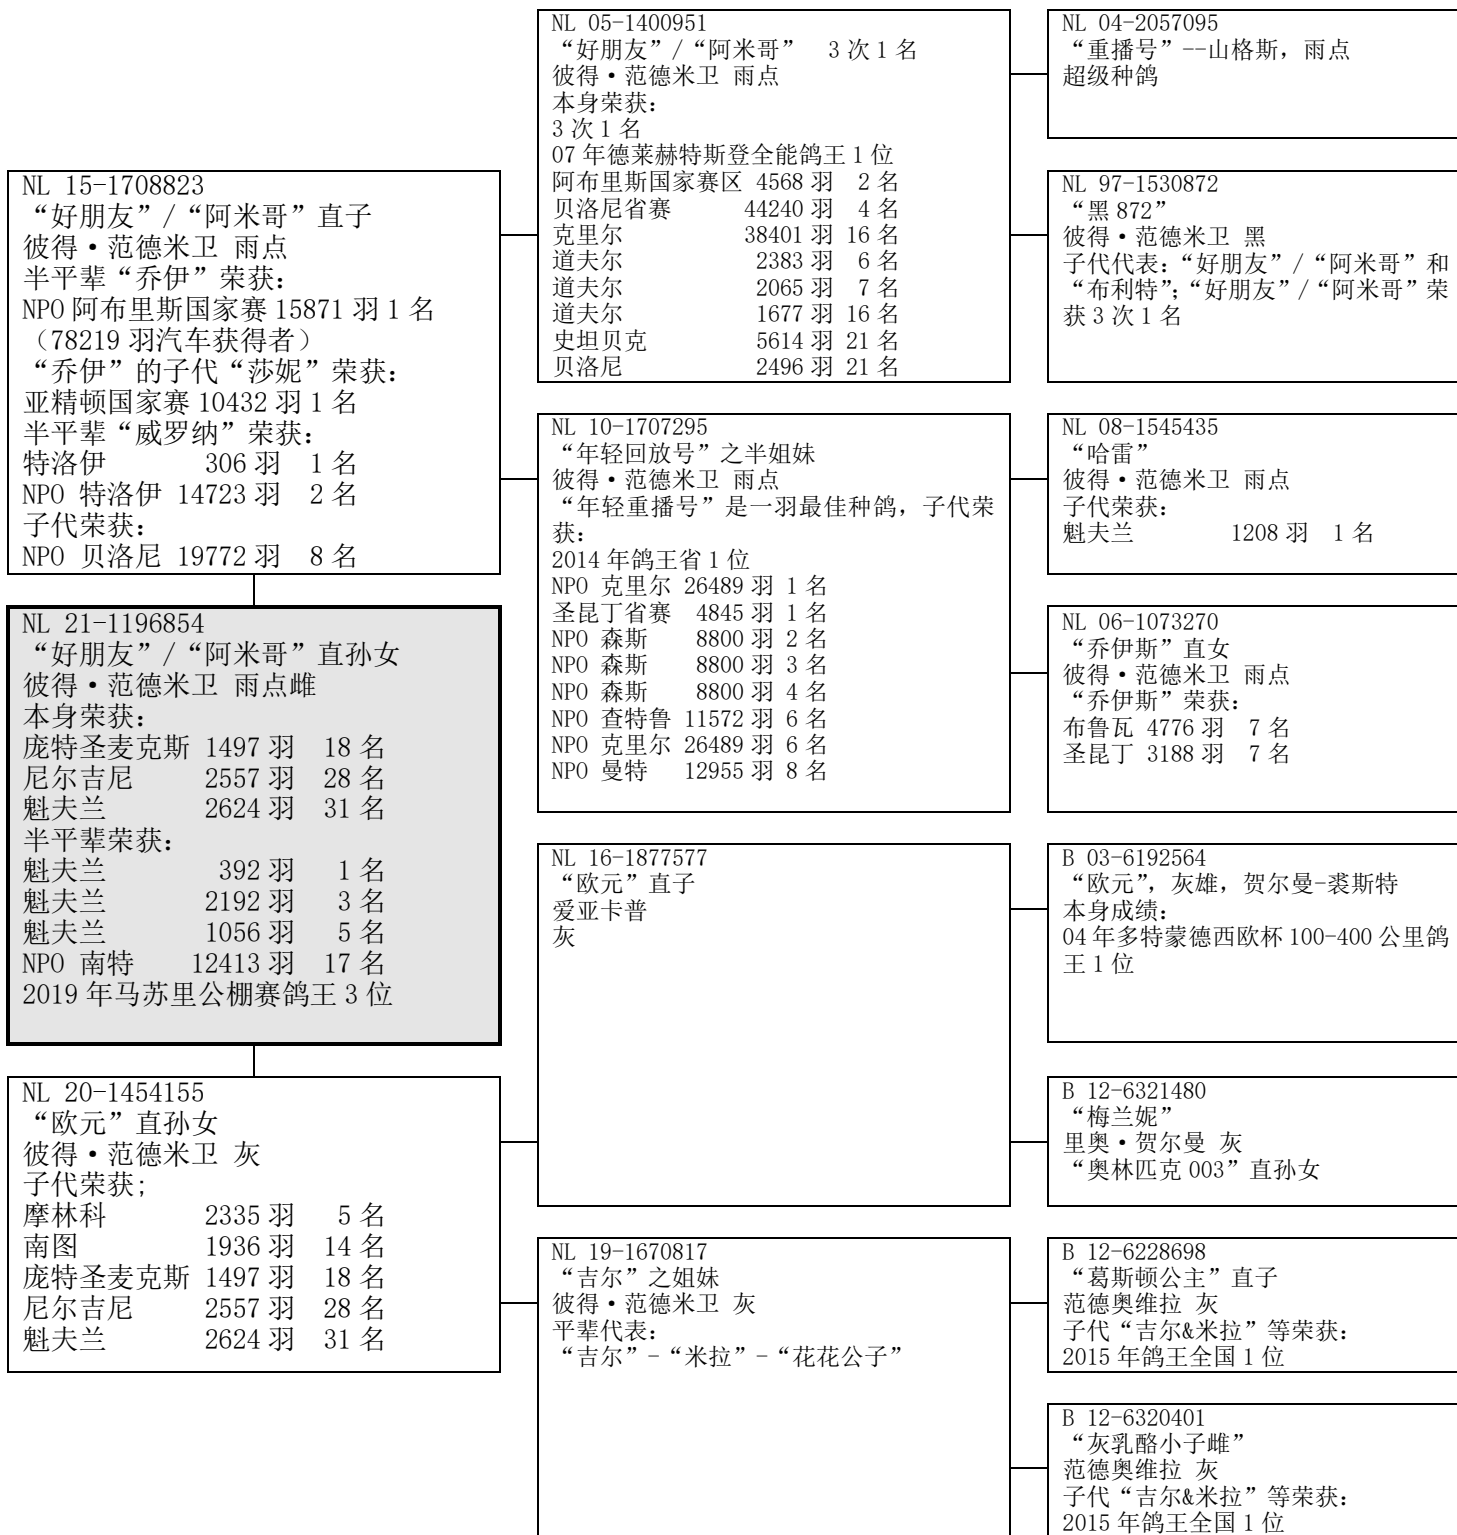 NL 15-1708823
“好朋友”/“阿米哥”直子
彼得·范德米卫 雨点
半平辈“乔伊”荣获：
NPO 阿布里斯国家赛 15871 羽 1 名
（78219 羽汽车获得者）
“乔伊”的子代“莎妮”荣获：
亚精顿国家赛 10432 羽 1 名
半平辈“威罗纳”荣获：
特洛伊 306 羽 1 名
NPO 特洛伊 14723 羽 2 名
子代荣获：
NPO 贝洛尼 19772 羽 8 名
NL 21-1196854
“好朋友”/“阿米哥”直孙女
彼得·范德米卫 雨点雌
本身荣获：
庞特圣麦克斯 1497 羽 18 名
尼尔吉尼 2557 羽 28 名
魁夫兰 2624 羽 31 名
半平辈荣获：
魁夫兰 392 羽 1 名
魁夫兰 2192 羽 3 名
魁夫兰 1056 羽 5 名
NPO 南特 12413 羽 17 名
2019 年马苏里公棚赛鸽王 3 位
NL 20-1454155
“欧元”直孙女
彼得·范德米卫 灰
子代荣获;
摩林科 2335 羽 5 名
南图 1936 羽 14 名
庞特圣麦克斯 1497 羽 18 名
尼尔吉尼 2557 羽 28 名
魁夫兰 2624 羽 31 名
NL 05-1400951
“好朋友”/“阿米哥” 3 次 1 名
彼得·范德米卫 雨点
本身荣获：
3 次 1 名
07 年德莱赫特斯登全能鸽王 1 位
阿布里斯国家赛区 4568 羽 2 名
贝洛尼省赛 44240 羽 4 名
克里尔 38401 羽 16 名
道夫尔 2383 羽 6 名
道夫尔 2065 羽 7 名
道夫尔 1677 羽 16 名
史坦贝克 5614 羽 21 名
贝洛尼 2496 羽 21 名
NL 10-1707295
“年轻回放号”之半姐妹
彼得·范德米卫 雨点
“年轻重播号”是一羽最佳种鸽，子代荣
获：
2014 年鸽王省 1 位
NPO 克里尔 26489 羽 1 名
圣昆丁省赛 4845 羽 1 名
NPO 森斯 8800 羽 2 名
NPO 森斯 8800 羽 3 名
NPO 森斯 8800 羽 4 名
NPO 查特鲁 11572 羽 6 名
NPO 克里尔 26489 羽 6 名
NPO 曼特 12955 羽 8 名
NL 16-1877577
“欧元”直子
爱亚卡普
灰
NL 19-1670817
“吉尔”之姐妹
彼得·范德米卫 灰
平辈代表：
“吉尔”-“米拉”-“花花公子”
NL 04-2057095
“重播号”--山格斯，雨点
超级种鸽
NL 97-1530872
“黑 872”
彼得·范德米卫 黑
子代代表：“好朋友”/“阿米哥”和
“布利特”；“好朋友”/“阿米哥”荣
获 3 次 1 名
NL 08-1545435
“哈雷”
彼得·范德米卫 雨点
子代荣获：
魁夫兰 1208 羽 1 名
NL 06-1073270
“乔伊斯”直女
彼得·范德米卫 雨点
“乔伊斯”荣获：
布鲁瓦 4776 羽 7 名
圣昆丁 3188 羽 7 名
B 03-6192564
“欧元”，灰雄，贺尔曼-裘斯特
本身成绩：
04 年多特蒙德西欧杯 100-400 公里鸽
王 1 位
B 12-6321480
“梅兰妮”
里奥·贺尔曼 灰
“奥林匹克 003”直孙女
B 12-6228698
“葛斯顿公主”直子
范德奥维拉 灰
子代“吉尔&米拉”等荣获：
2015 年鸽王全国 1 位
B 12-6320401
“灰乳酪小子雌”
范德奥维拉 灰
子代“吉尔&米拉”等荣获：
2015 年鸽王全国 1 位